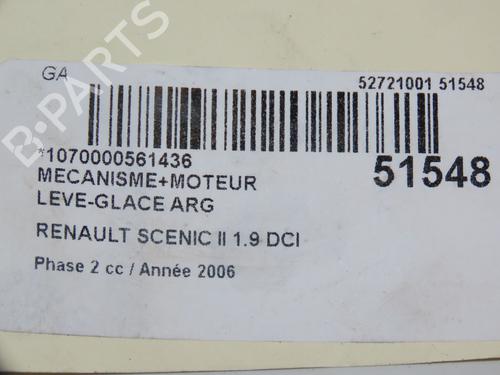 GA
52721001 51548
*1070000561436
51548
MECANISME+MOTEUR
LEVE-GLACE ARG
RENAULT SCENIC II 1.9 DCI
Phase 2 cc / Année 2006
B-PARTS